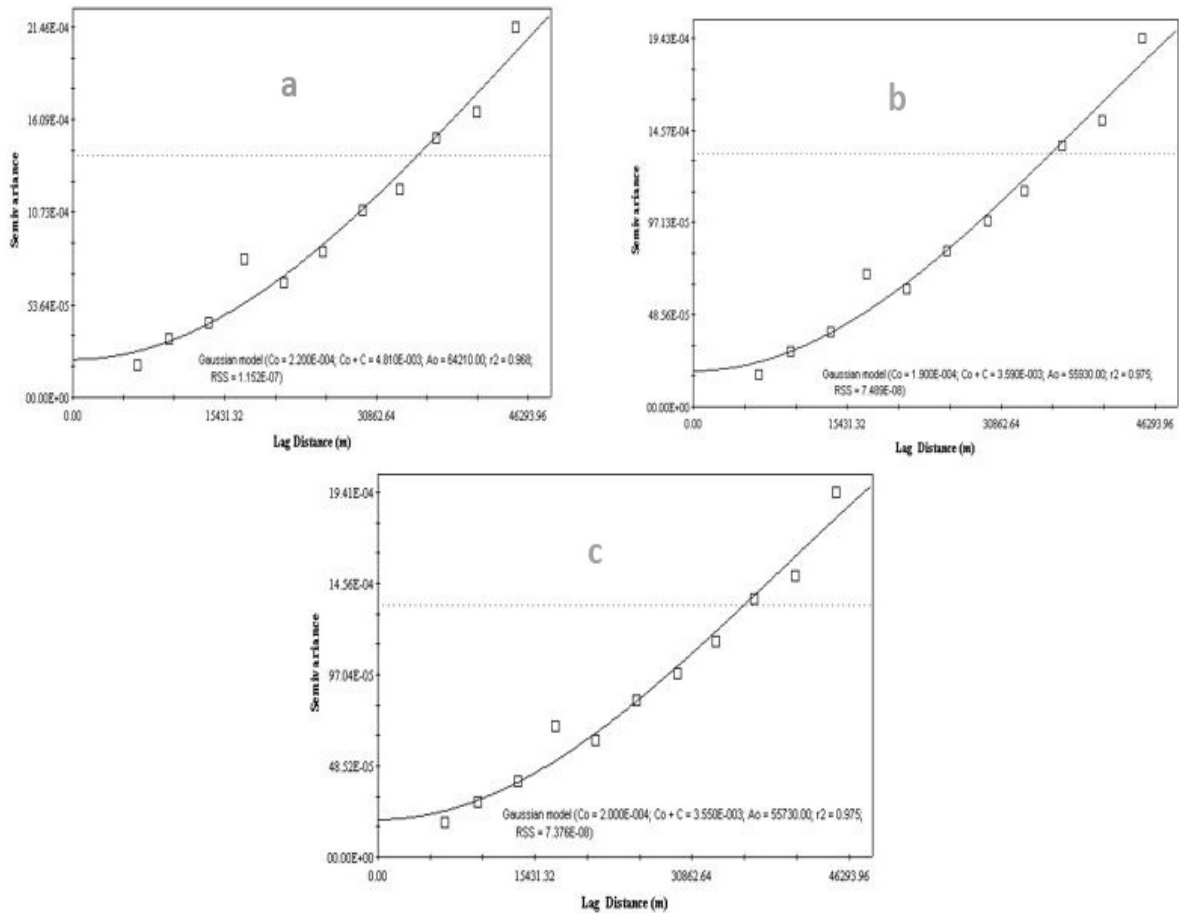 a
Semivariance
21.46E-04
16.09E-04
10.73E-04
53.64E-05
00.00E+00
Gaussian model (Co = 2.200E-004; Co + C = 4.810E-003; Ao = 64210.00; r2 = 0.968;
RSS = 1.152E-07)
0.00 15431.32 30862.64 46293.96
Lag Distance (m)
b
Semivariance
19.43E-04
14.57E-04
97.13E-05
48.56E-05
00.00E+00
Gaussian model (Co = 1.900E-004; Co + C = 3.590E-003; Ao = 55930.00; r2 = 0.975;
RSS = 7.489E-08)
0.00 15431.32 30862.64 46293.96
Lag Distance (m)
c
Semivariance
19.41E-04
14.56E-04
97.04E-05
48.52E-05
00.00E+00
Gaussian model (Co = 2.000E-004; Co + C = 3.550E-003; Ao = 55730.00; r2 = 0.975;
RSS = 7.376E-08)
0.00 15431.32 30862.64 46293.96
Lag Distance (m)